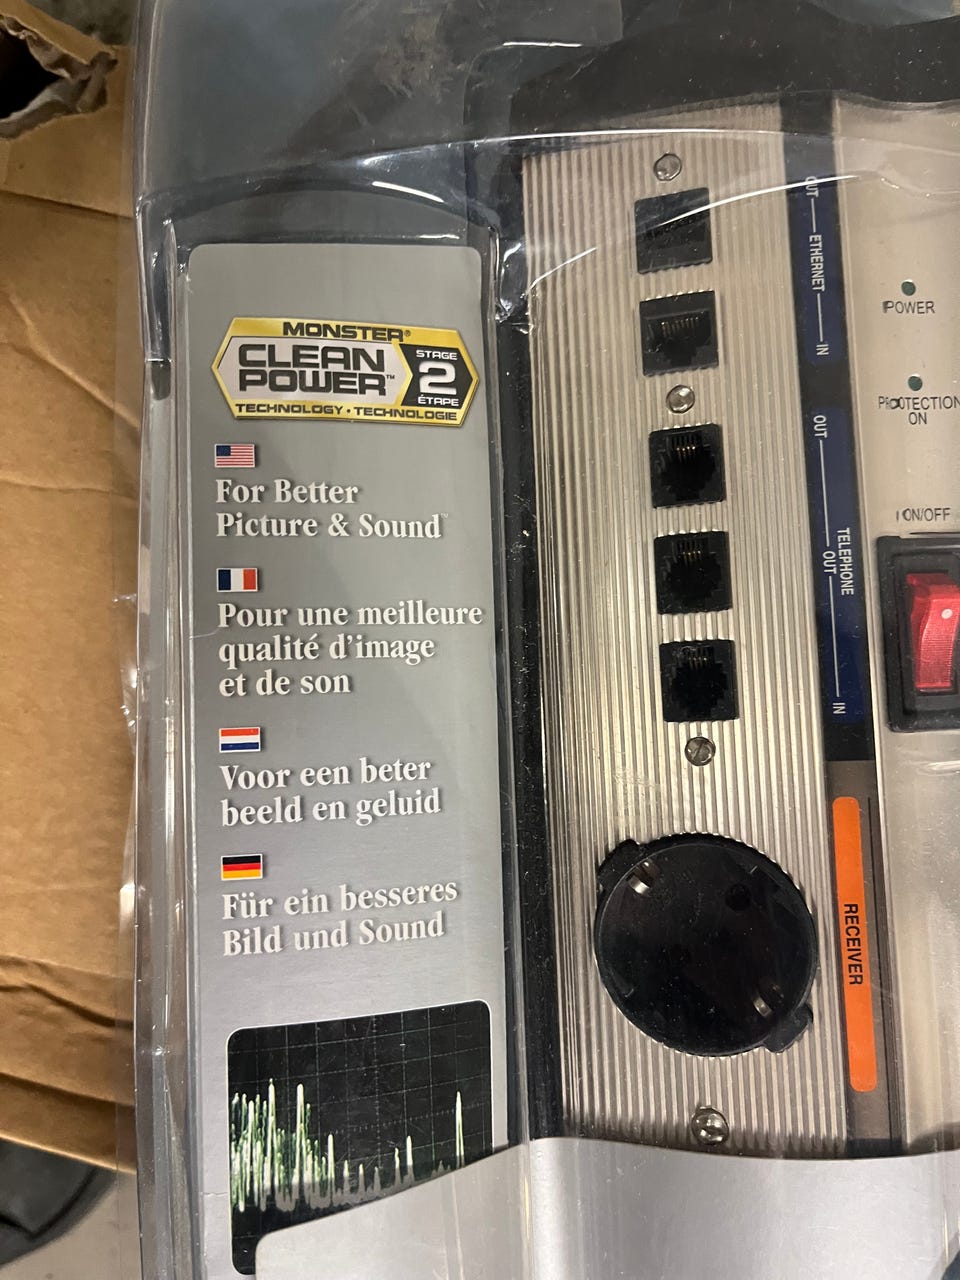 MONSTER®
CLEAN
POWER™
STAGE
2
ÉTAPE
TECHNOLOGY • TECHNOLOGIE
For Better
Picture & Sound™
Pour une meilleure
qualité d'image
et de son
Voor een beter
beeld en geluid
Für ein besseres
Bild und Sound
OUT ETHERNET IN
OUT
TELEPHONE
OUT
IN
RECEIVER
POWER
PROTECTION
ON
ON/OFF